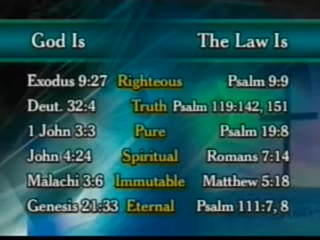 God Is The Law Is
Exodus 9:27 Righteous Psalm 9:9
Deut. 32:4 Truth Psalm 119:142, 151
1 John 3:3 Pure Psalm 19:8
John 4:24 Spiritual Romans 7:14
Malachi 3:6 Immutable Matthew 5:18
Genesis 21:33 Eternal Psalm 111:7, 8